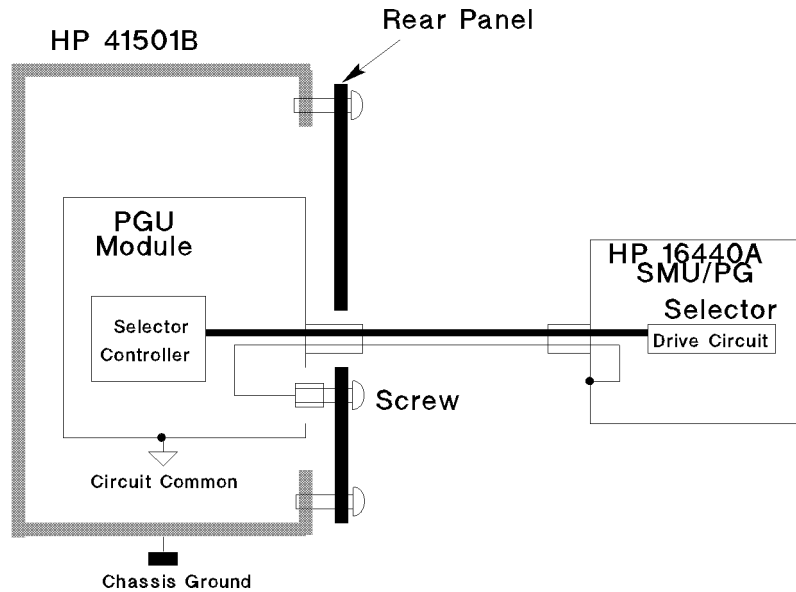 Rear Panel
HP 41501B
PGU
Module
HP 16440A
SMU/PG
Selector
Selector
Controller
Drive Circuit
Screw
Circuit Common
Chassis Ground